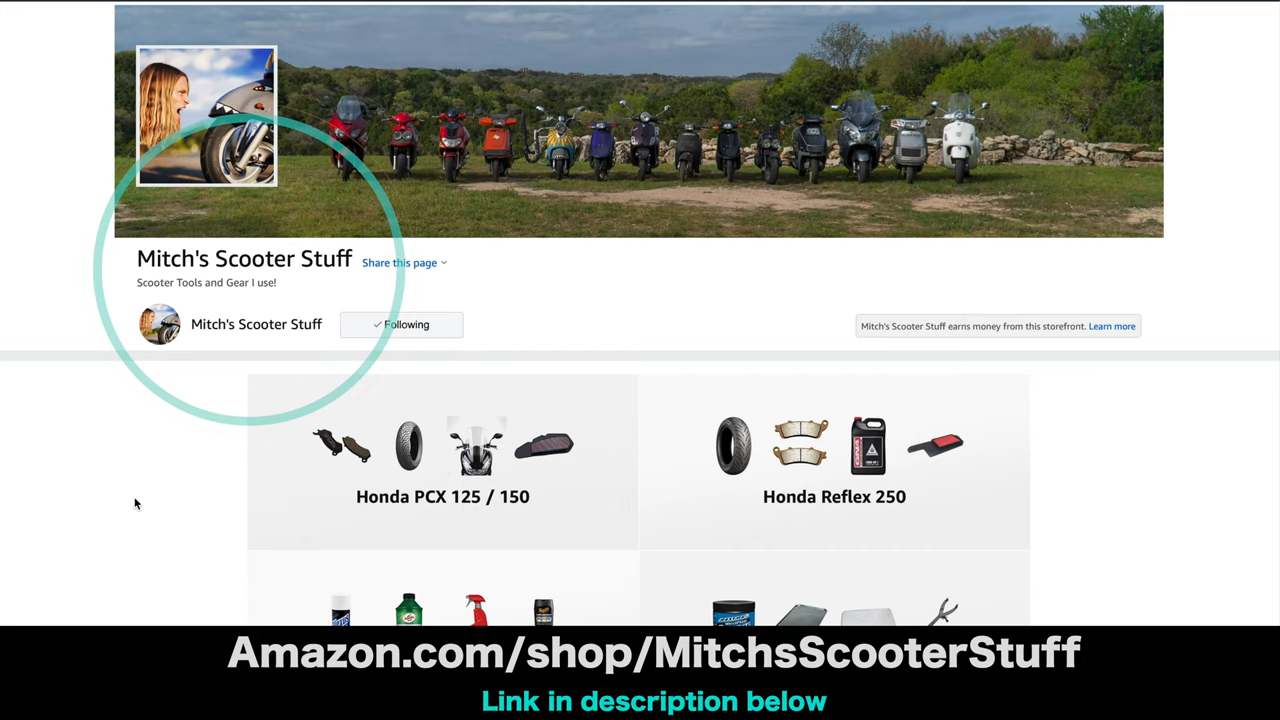 Mitch's Scooter Stuff
Share this page
Scooter Tools and Gear I use!
Mitch's Scooter Stuff
Following
Mitch's Scooter Stuff earns money from this storefront. Learn more
Honda PCX 125 / 150
Honda Reflex 250
Amazon.com/shop/MitchsScooterStuff
Link in description below